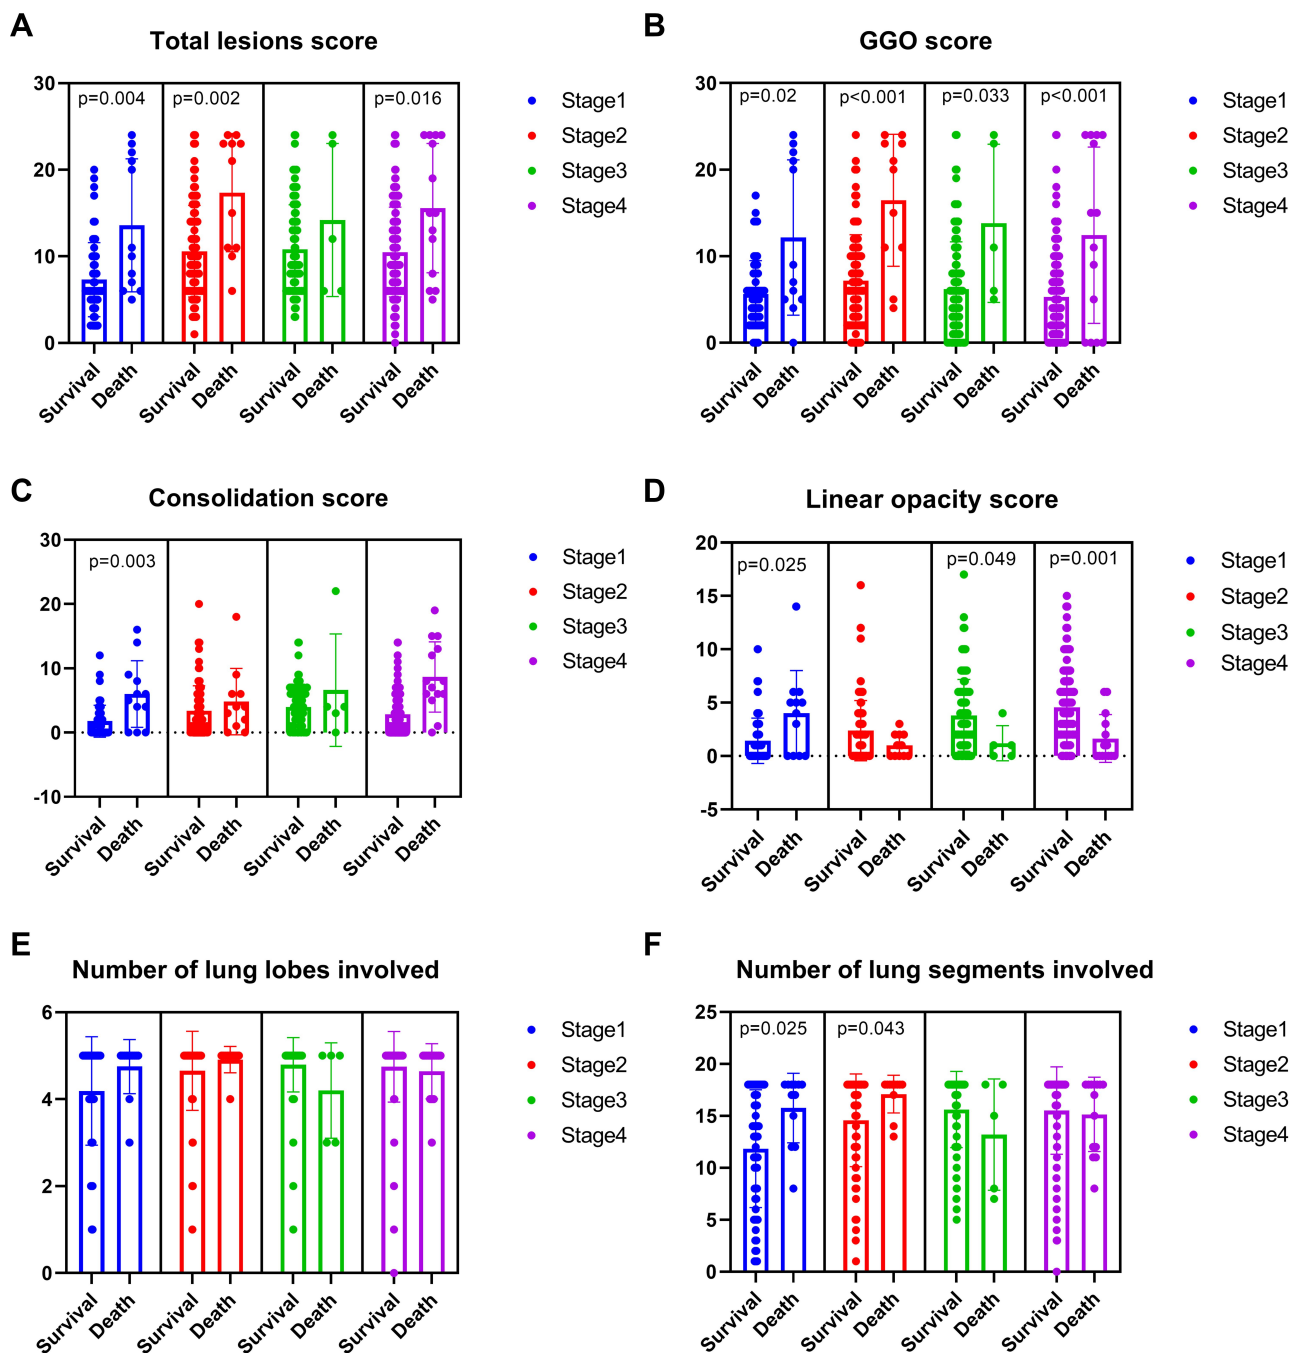 A
Total lesions score
30
20
10
0
p=0.004
p=0.002
p=0.016
Survival
Death
Survival
Death
Survival
Death
Survival
Death
Stage1
Stage2
Stage3
Stage4
B
GGO score
30
20
10
0
p=0.02
p<0.001
p=0.033
p<0.001
Survival
Death
Survival
Death
Survival
Death
Survival
Death
Stage1
Stage2
Stage3
Stage4
C
Consolidation score
30
20
10
0
-10
p=0.003
Survival
Death
Survival
Death
Survival
Death
Survival
Death
Stage1
Stage2
Stage3
Stage4
D
Linear opacity score
20
15
10
5
0
-5
p=0.025
p=0.049
p=0.001
Survival
Death
Survival
Death
Survival
Death
Survival
Death
Stage1
Stage2
Stage3
Stage4
E
Number of lung lobes involved
6
4
2
0
Survival
Death
Survival
Death
Survival
Death
Survival
Death
Stage1
Stage2
Stage3
Stage4
F
Number of lung segments involved
25
20
15
10
5
0
p=0.025
p=0.043
Survival
Death
Survival
Death
Survival
Death
Survival
Death
Stage1
Stage2
Stage3
Stage4